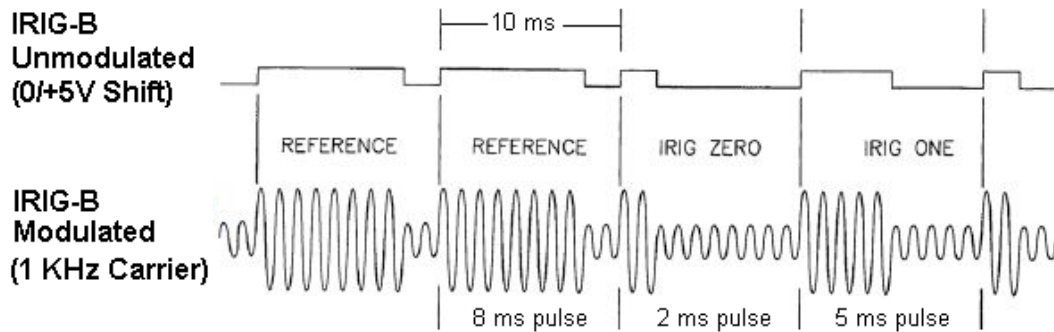 IRIG-B
Unmodulated
(0/+5V Shift)
10 ms
REFERENCE
REFERENCE
IRIG ZERO
IRIG ONE
IRIG-B
Modulated
(1 KHz Carrier)
8 ms pulse
2 ms pulse
5 ms pulse